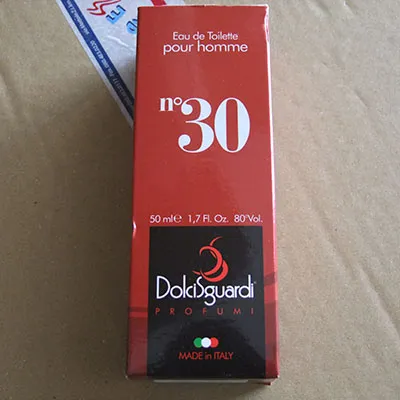 Eau de Toilette
pour homme
n°30
50 ml℮ 1,7 Fl. Oz. 80°Vol.
DolciSguardi
PROFUMI
MADE in ITALY